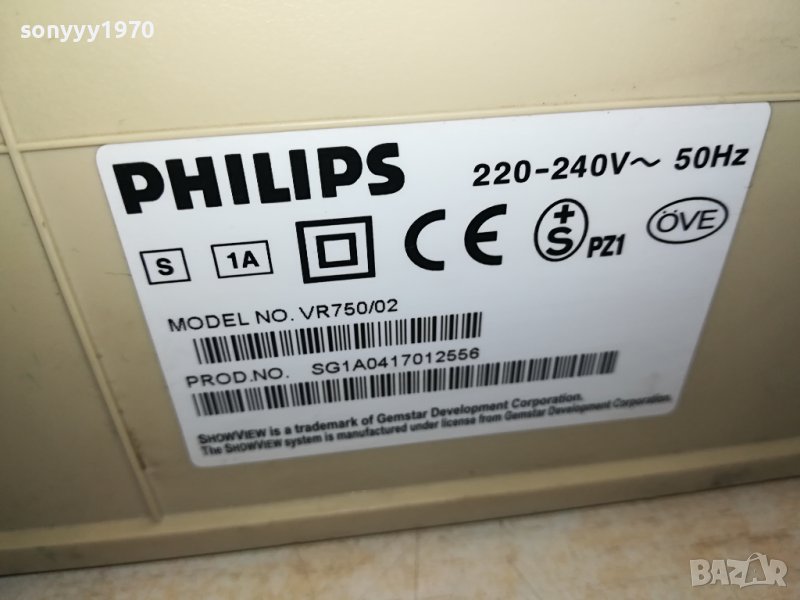 sonyyy1970
PHILIPS 220-240V~ 50Hz
S 1A CE +S PZ1 ÖVE
MODEL NO. VR750/02
PROD.NO. SG1A0417012556
SHOWVIEW is a trademark of Gemstar Development Corporation.
The SHOWVIEW system is manufactured under license from Gemstar Development Corporation.
BAZAR